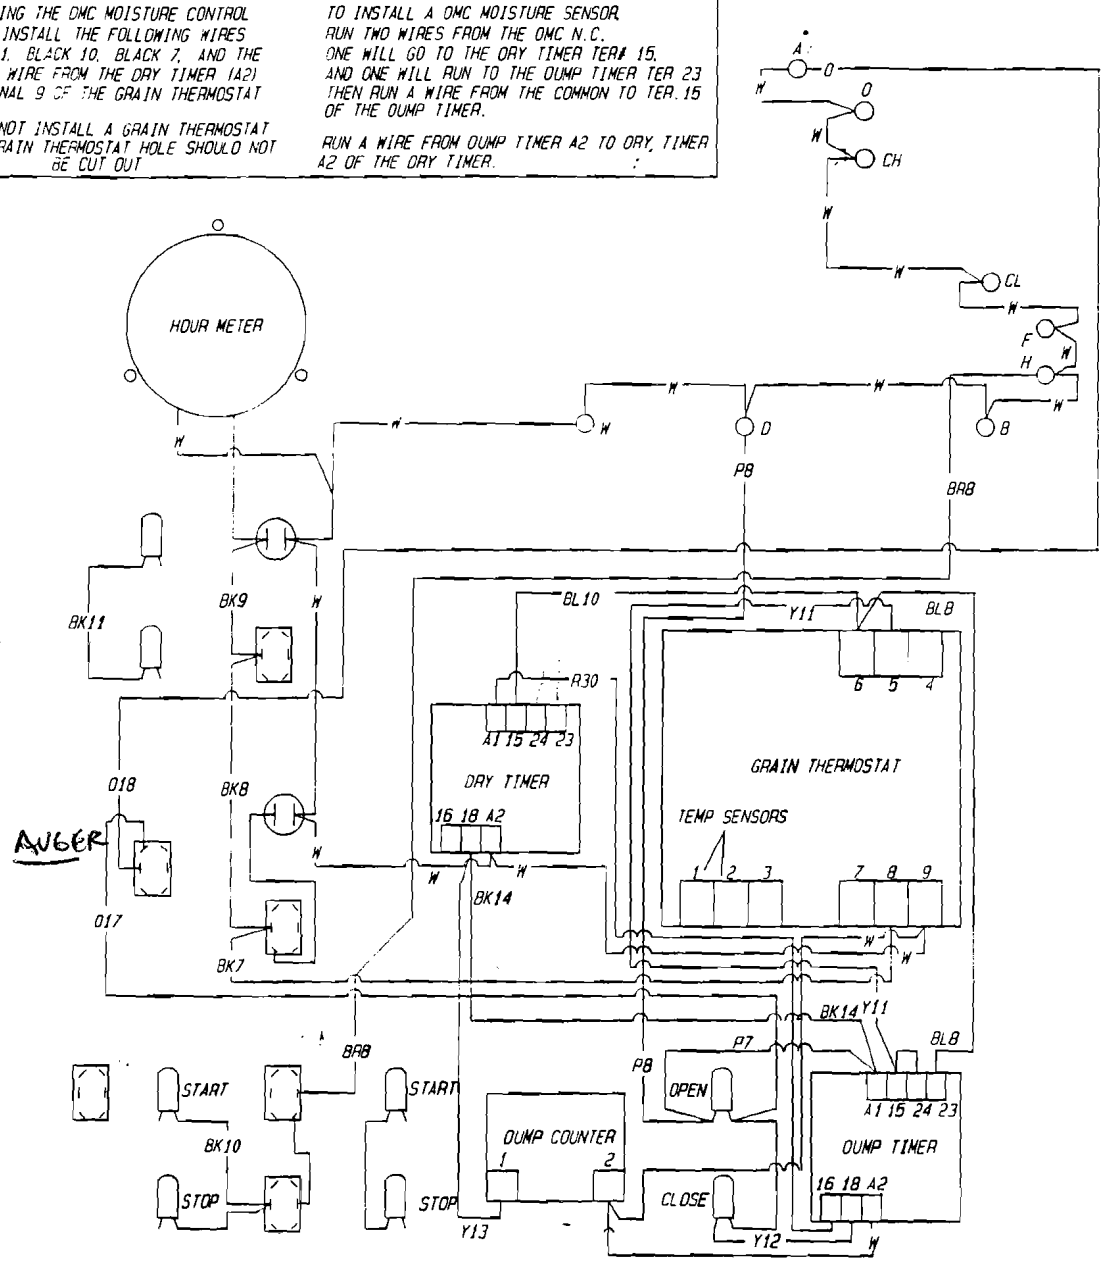 ING THE DMC MOISTURE CONTROL
INSTALL THE FOLLOWING WIRES
1. BLACK 10, BLACK 7, AND THE
WIRE FROM THE DRY TIMER (A2)
NAL 9 OF THE GRAIN THERMOSTAT
NOT INSTALL A GRAIN THERMOSTAT
RAIN THERMOSTAT HOLE SHOULD NOT
BE CUT OUT
TO INSTALL A DMC MOISTURE SENSOR,
RUN TWO WIRES FROM THE DMC N.C.
ONE WILL GO TO THE DRY TIMER TER# 15,
AND ONE WILL RUN TO THE DUMP TIMER TER 23
THEN RUN A WIRE FROM THE COMMON TO TER.15
OF THE DUMP TIMER.
RUN A WIRE FROM DUMP TIMER A2 TO DRY, TIMER
A2 OF THE DRY TIMER.
A
O
W
O
W
CH
W
W
CL
W
F
W
H
W
HOUR METER
W
W
W
W
D
W
B
P8
BR8
BK11
BK9
W
BL10
Y11
BL8
6 5 4
R30
A1 15 24 23
DRY TIMER
GRAIN THERMOSTAT
O18
BK8
16 18 A2
TEMP SENSORS
AUGER
W
W
W
1 2 3
7 8 9
BK14
O17
BK7
W
W
BK14
Y11
BL8
BR8
P7
P8
START
START
OPEN
A1 15 24 23
DUMP COUNTER
DUMP TIMER
BK10
1
2
16 18 A2
STOP
STOP
CLOSE
Y13
Y12
W